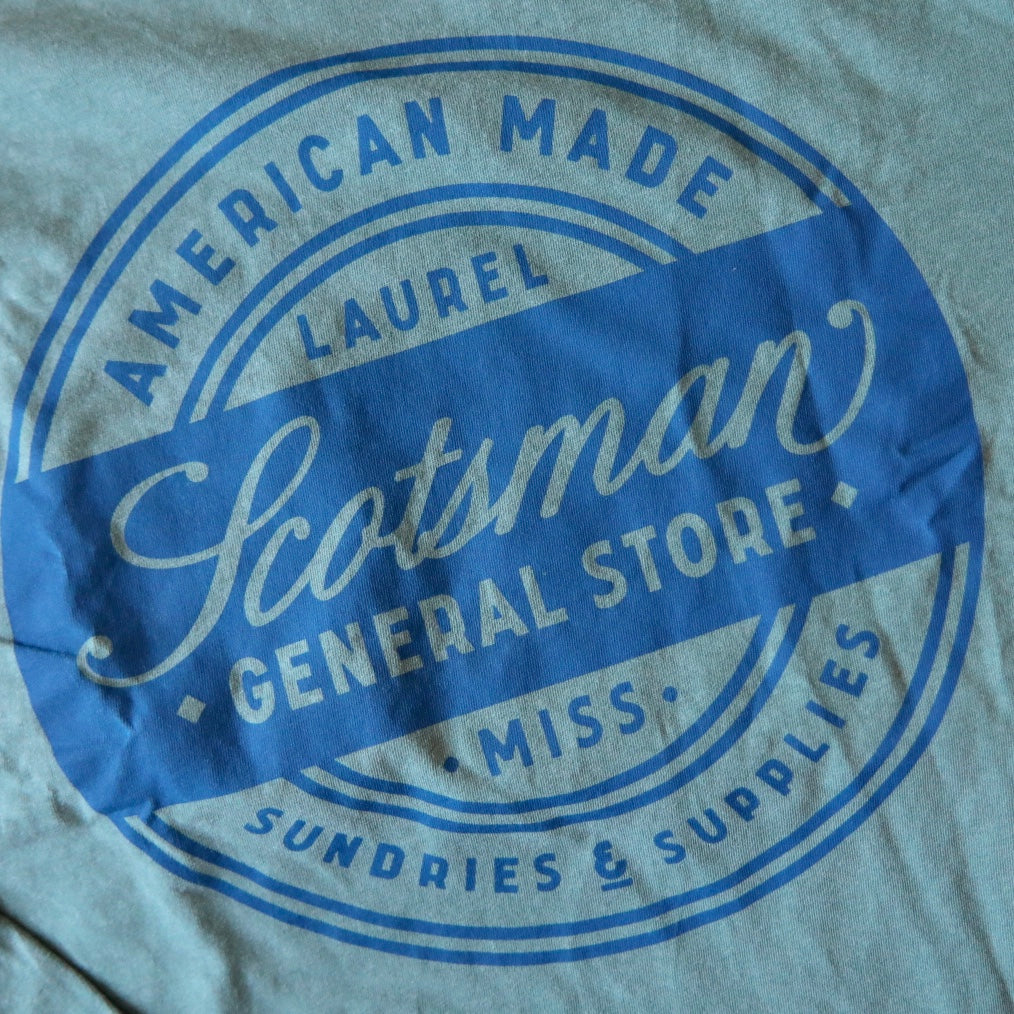 AMERICAN MADE
LAUREL
Scotsman
GENERAL STORE
· MISS ·
SUNDRIES & SUPPLIES